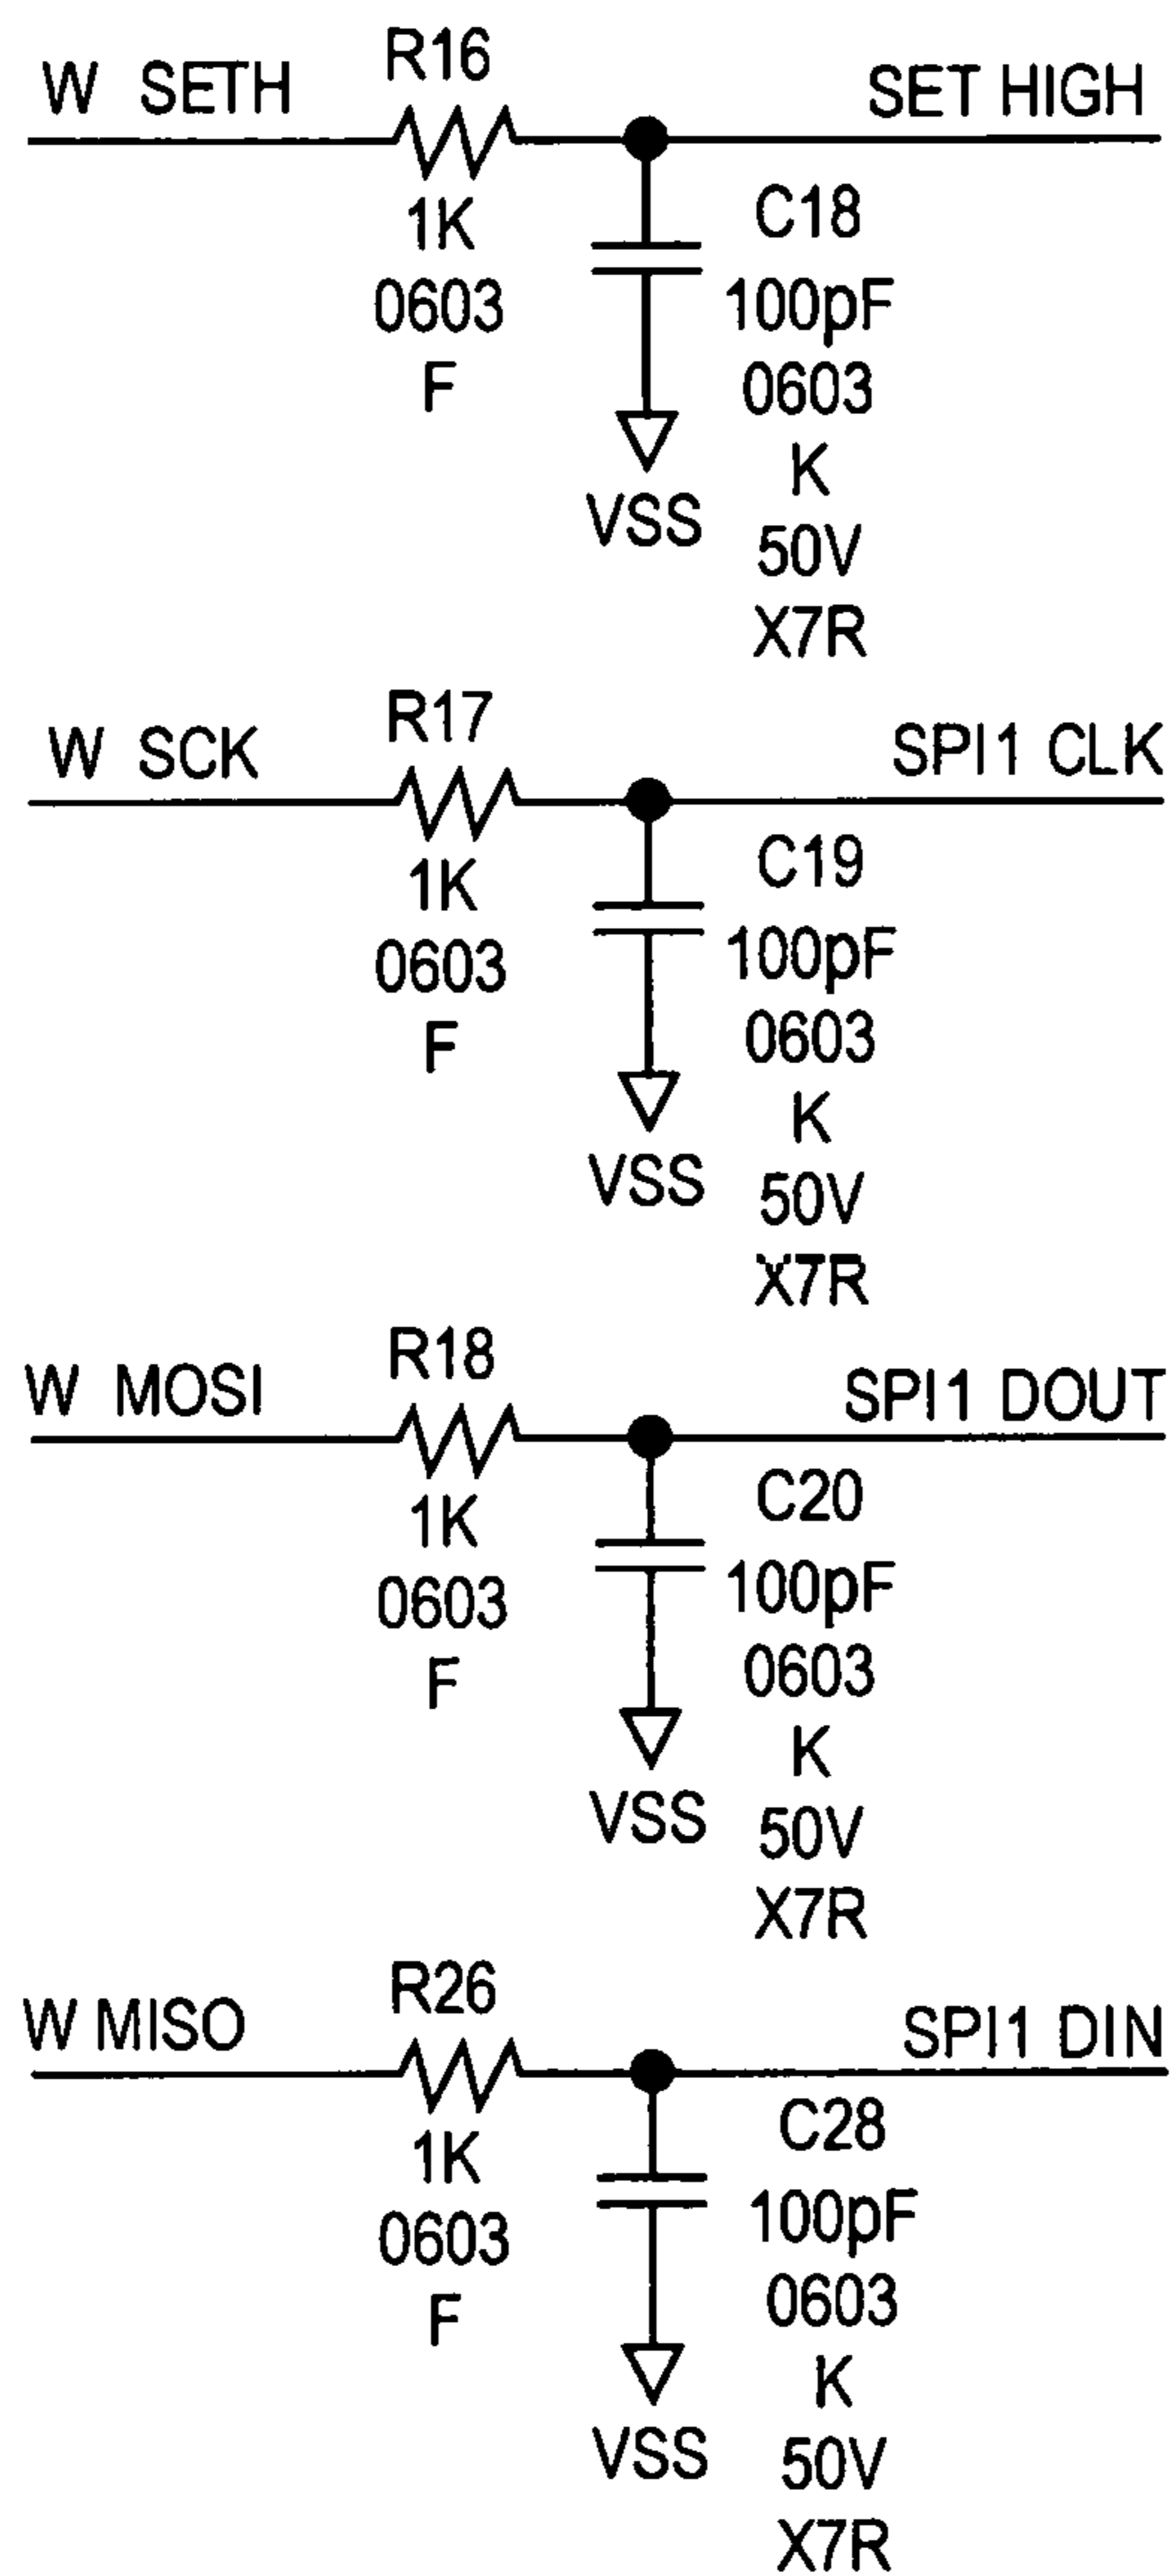 R16
W SETH
SET HIGH
1K
0603
F
C18
100pF
0603
K
50V
X7R
VSS
R17
W SCK
SPI1 CLK
1K
0603
F
C19
100pF
0603
K
50V
X7R
VSS
R18
W MOSI
SPI1 DOUT
1K
0603
F
C20
100pF
0603
K
50V
X7R
VSS
R26
W MISO
SPI1 DIN
1K
0603
F
C28
100pF
0603
K
50V
X7R
VSS